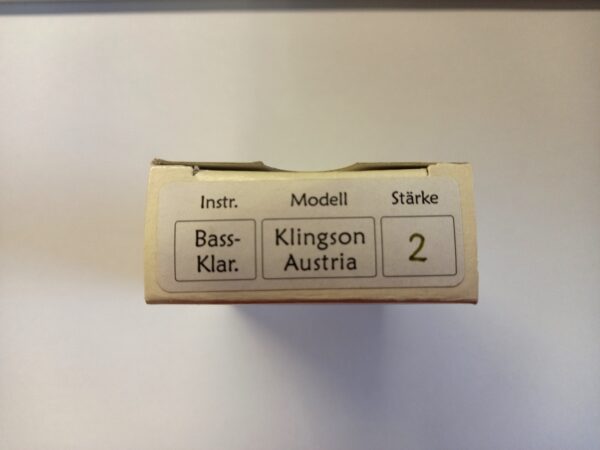 Instr. Modell Stärke
Bass- Klingson 2
Klar. Austria